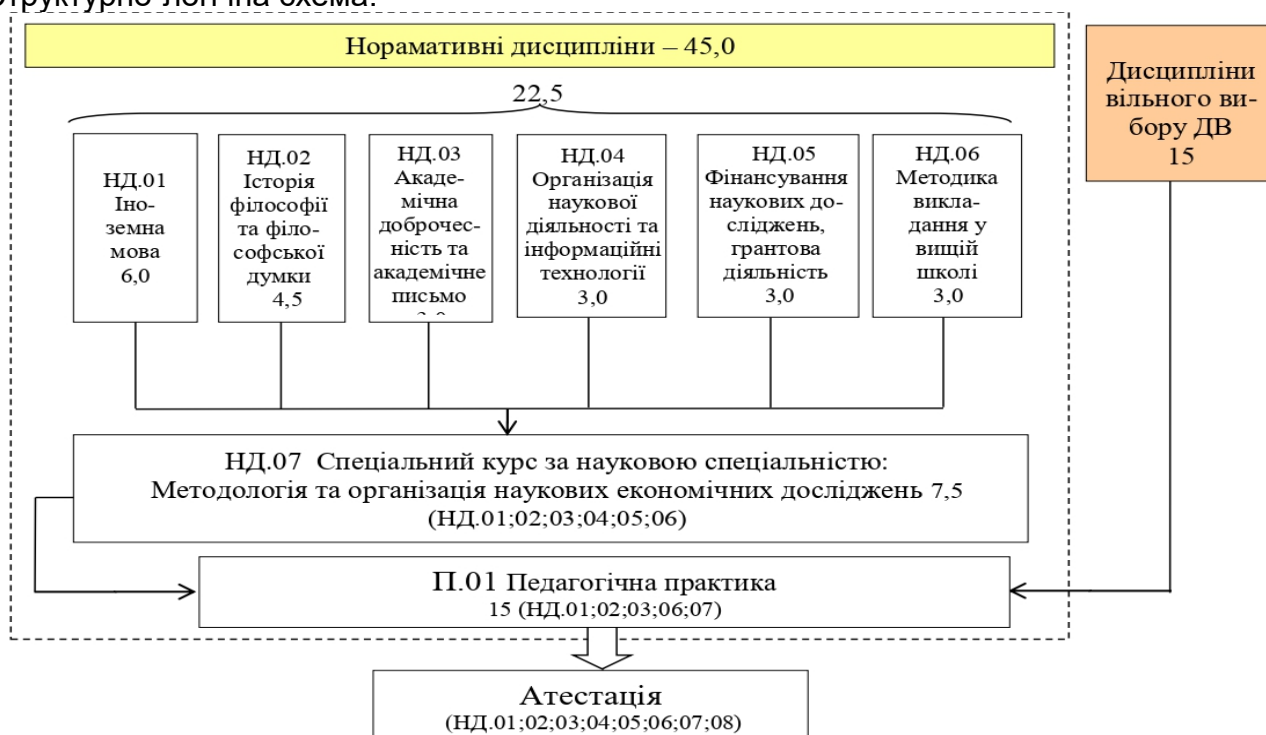 структурно-логічна схема.
Норамативні дисципліни – 45,0
Дисципліни
вільного ви-
бору ДВ
15
22,5
НД.01
Іно-
земна
мова
6,0
НД.02
Історія
філософії
та філо-
софської
думки
4,5
НД.03
Акаде-
мічна
доброчес-
ність та
академічне
письмо
НД.04
Організація
наукової
діяльності та
інформаційні
технології
3,0
НД.05
Фінансування
наукових до-
сліджень,
грантова
діяльність
3,0
НД.06
Методика
викла-
дання у
вищій
школі
3,0
НД.07 Спеціальний курс за науковою спеціальністю:
Методологія та організація наукових економічних досліджень 7,5
(НД.01;02;03;04;05;06)
П.01 Педагогічна практика
15 (НД.01;02;03;06;07)
Атестація
(НД.01;02;03;04;05;06;07;08)